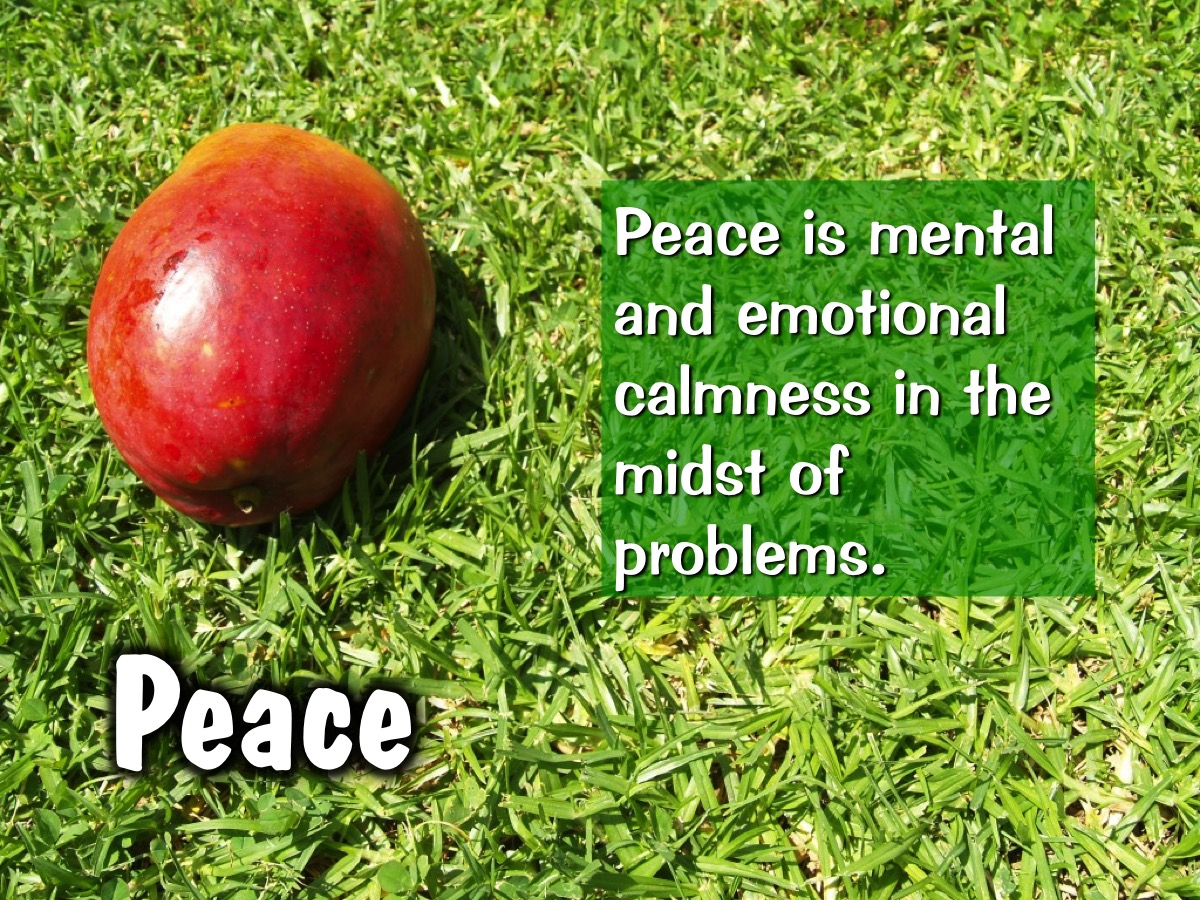 Peace is mental
and emotional
calmness in the
midst of
problems.
Peace